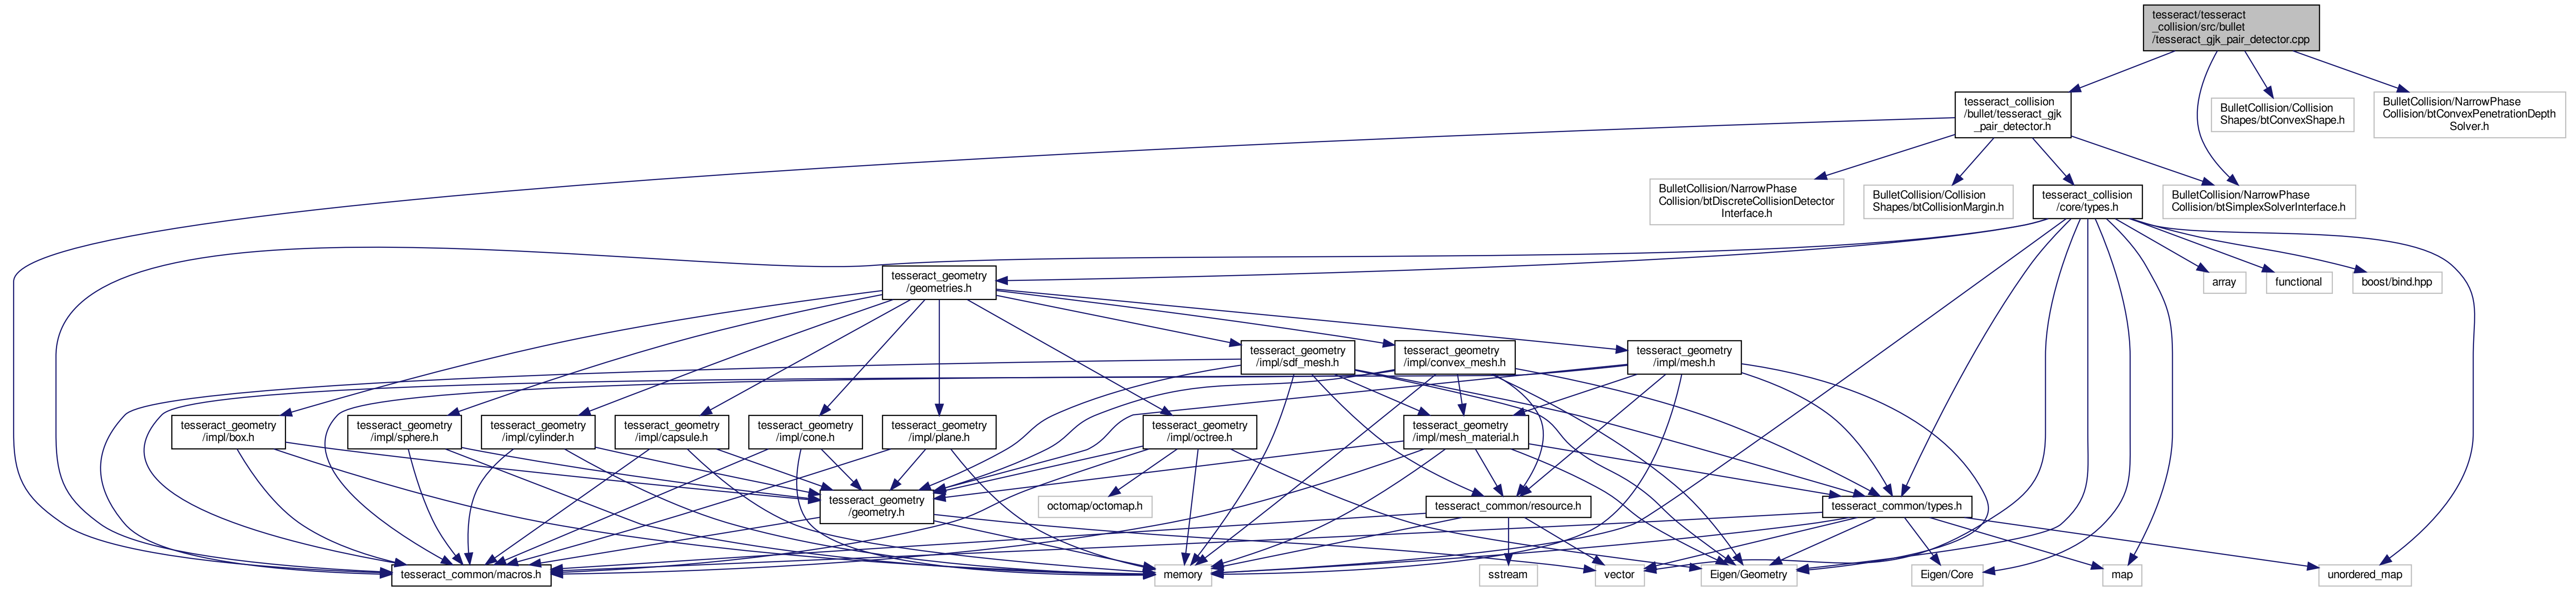 tesseract/tesseract
_collision/src/bullet
/tesseract_gjk_pair_detector.cpp
tesseract_collision
/bullet/tesseract_gjk
_pair_detector.h
BulletCollision/Collision
Shapes/btConvexShape.h
BulletCollision/NarrowPhase
Collision/btConvexPenetrationDepth
Solver.h
BulletCollision/NarrowPhase
Collision/btDiscreteCollisionDetector
Interface.h
BulletCollision/Collision
Shapes/btCollisionMargin.h
tesseract_collision
/core/types.h
BulletCollision/NarrowPhase
Collision/btSimplexSolverInterface.h
tesseract_geometry
/geometries.h
array
functional
boost/bind.hpp
tesseract_geometry
/impl/sdf_mesh.h
tesseract_geometry
/impl/convex_mesh.h
tesseract_geometry
/impl/mesh.h
tesseract_geometry
/impl/box.h
tesseract_geometry
/impl/sphere.h
tesseract_geometry
/impl/cylinder.h
tesseract_geometry
/impl/capsule.h
tesseract_geometry
/impl/cone.h
tesseract_geometry
/impl/plane.h
tesseract_geometry
/impl/octree.h
tesseract_geometry
/impl/mesh_material.h
tesseract_geometry
/geometry.h
octomap/octomap.h
tesseract_common/resource.h
tesseract_common/types.h
tesseract_common/macros.h
memory
sstream
vector
Eigen/Geometry
Eigen/Core
map
unordered_map